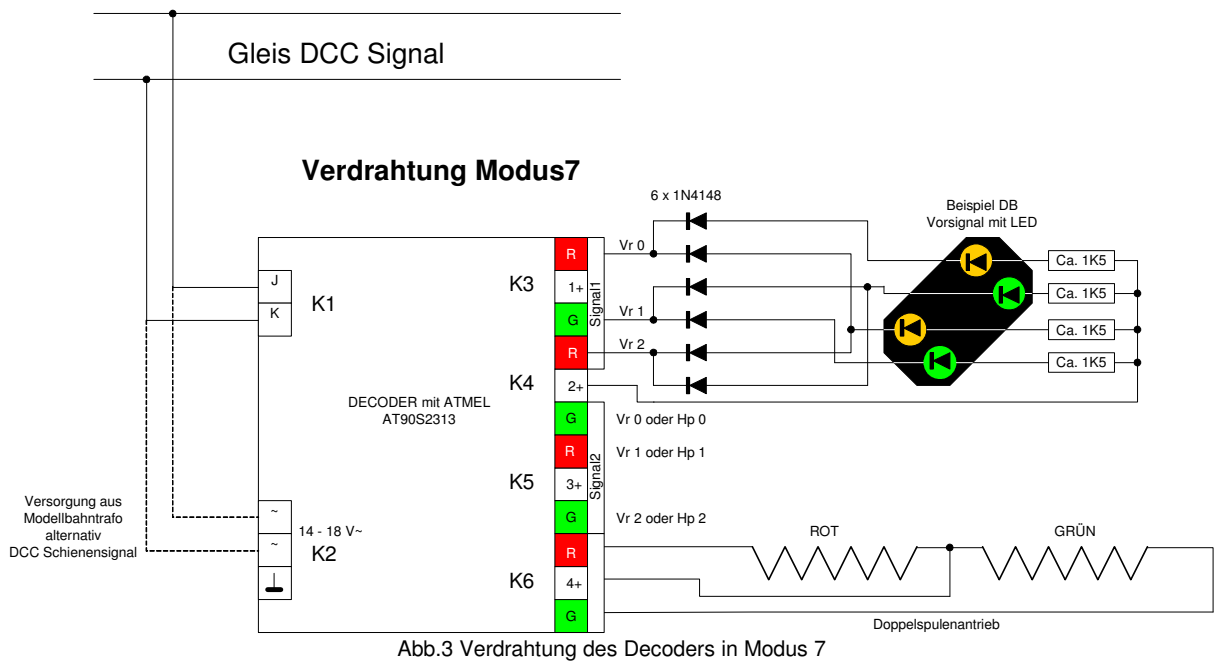 Gleis DCC Signal
Verdrahtung Modus7
6 x 1N4148
Beispiel DB
Vorsignal mit LED
J
K
K1
K3
R
1+
G
Signal1
Vr 0
Vr 1
Vr 2
Ca. 1K5
Ca. 1K5
Ca. 1K5
Ca. 1K5
DECODER mit ATMEL
AT90S2313
K4
R
2+
G
Vr 0 oder Hp 0
K5
R
3+
G
Signal2
Vr 1 oder Hp 1
Vr 2 oder Hp 2
Versorgung aus
Modellbahntrafo
alternativ
DCC Schienensignal
~
~
14 - 18 V~
K2
K6
R
4+
G
ROT
GRÜN
Doppelspulenantrieb
Abb.3 Verdrahtung des Decoders in Modus 7